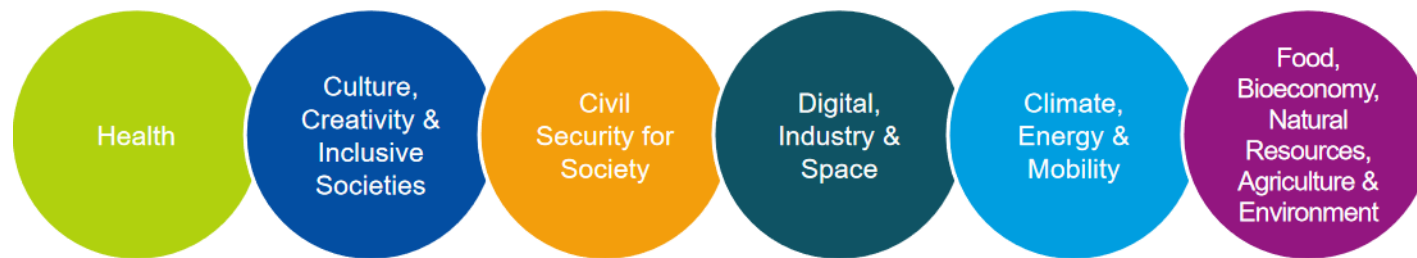 Health
Culture,
Creativity &
Inclusive
Societies
Civil
Security for
Society
Digital,
Industry &
Space
Climate,
Energy &
Mobility
Food,
Bioeconomy,
Natural
Resources,
Agriculture &
Environment